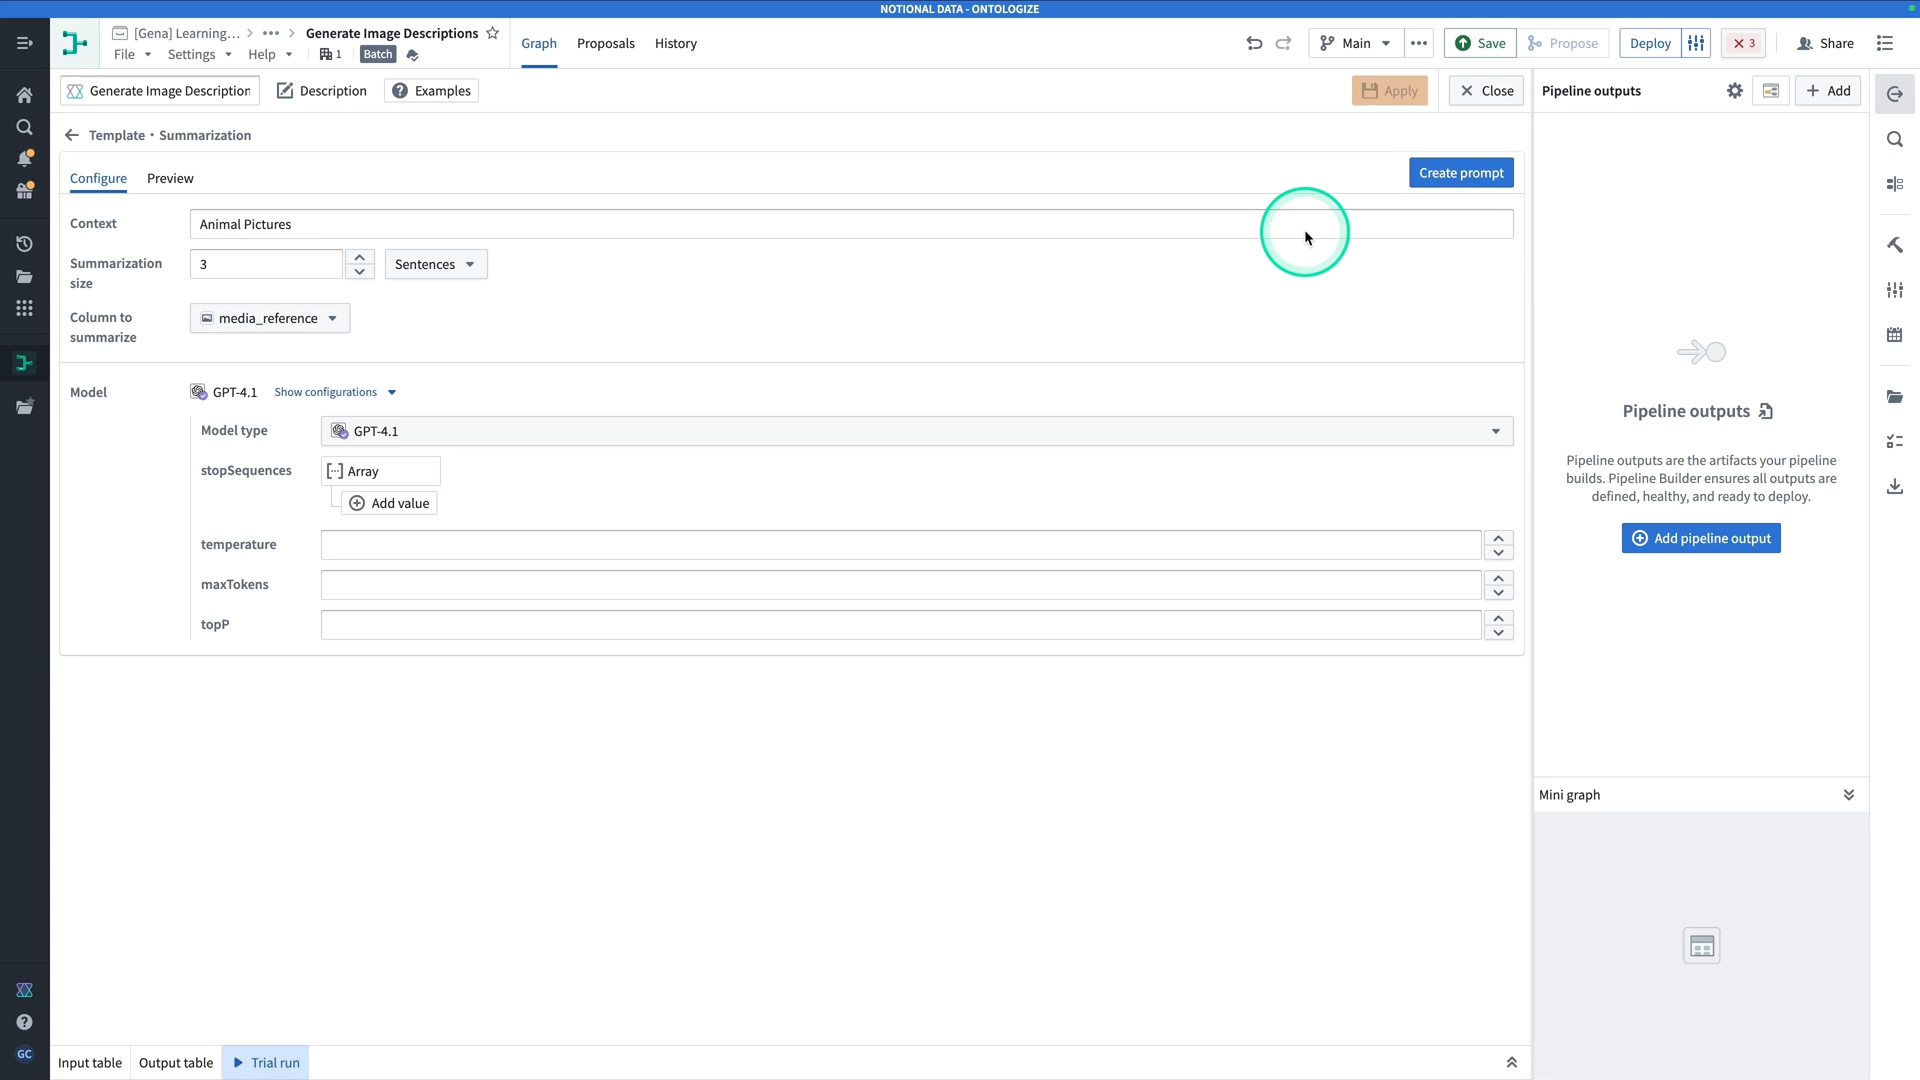 NOTIONAL DATA - ONTOLOGIZE
[Gena] Learning... > ••• > Generate Image Descriptions
File Settings Help 1 Batch
Graph Proposals History
Main ••• Save Propose Deploy 3 Share
Generate Image Description Description Examples Apply Close
Template • Summarization
Configure Preview Create prompt
Context Animal Pictures
Summarization size 3 Sentences
Column to summarize media_reference
Model GPT-4.1 Show configurations
Model type GPT-4.1
stopSequences Array
Add value
temperature
maxTokens
topP
Pipeline outputs Add
Pipeline outputs
Pipeline outputs are the artifacts your pipeline
builds. Pipeline Builder ensures all outputs are
defined, healthy, and ready to deploy.
Add pipeline output
Mini graph
GC
Input table Output table Trial run